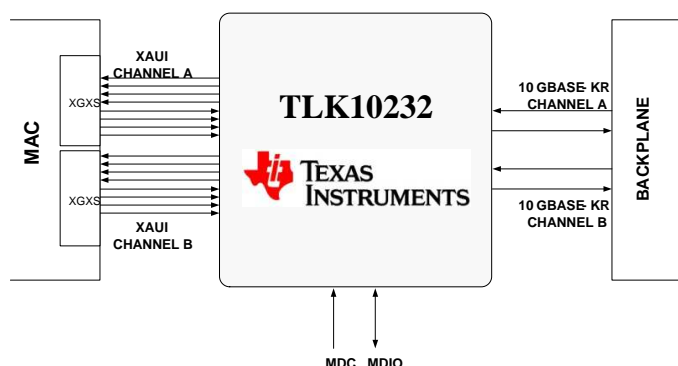 XAUI
CHANNEL A
XGXS
MAC
XGXS
XAUI
CHANNEL B
TLK10232
TEXAS
INSTRUMENTS
10 GBASE- KR
CHANNEL A
BACKPLANE
10 GBASE- KR
CHANNEL B
MDC MDIO